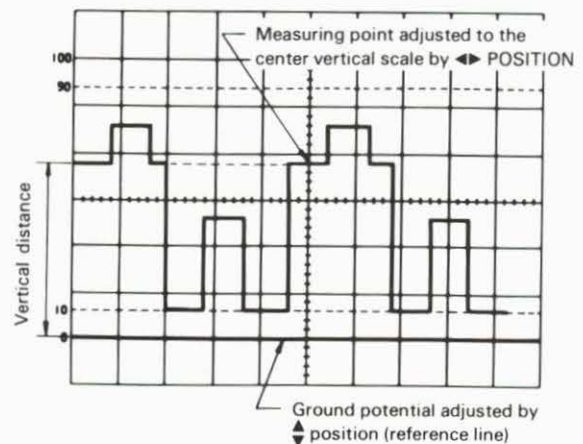 Measuring point adjusted to the
center vertical scale by ◀▶ POSITION
100
90
Vertical distance
10
0
Ground potential adjusted by
▲▼ position (reference line)